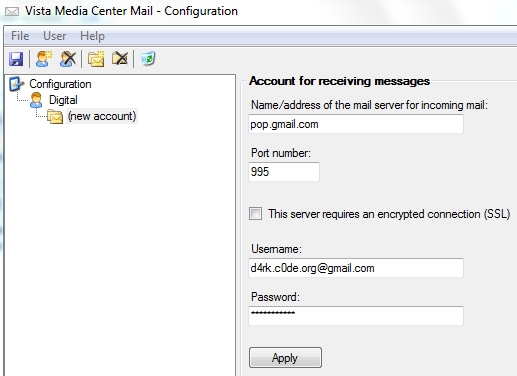 Vista Media Center Mail - Configuration
File User Help
Configuration
Digital
(new account)
Account for receiving messages
Name/address of the mail server for incoming mail:
pop.gmail.com
Port number:
995
This server requires an encrypted connection (SSL)
Username:
d4rk.c0de.org@gmail.com
Password:
***********
Apply